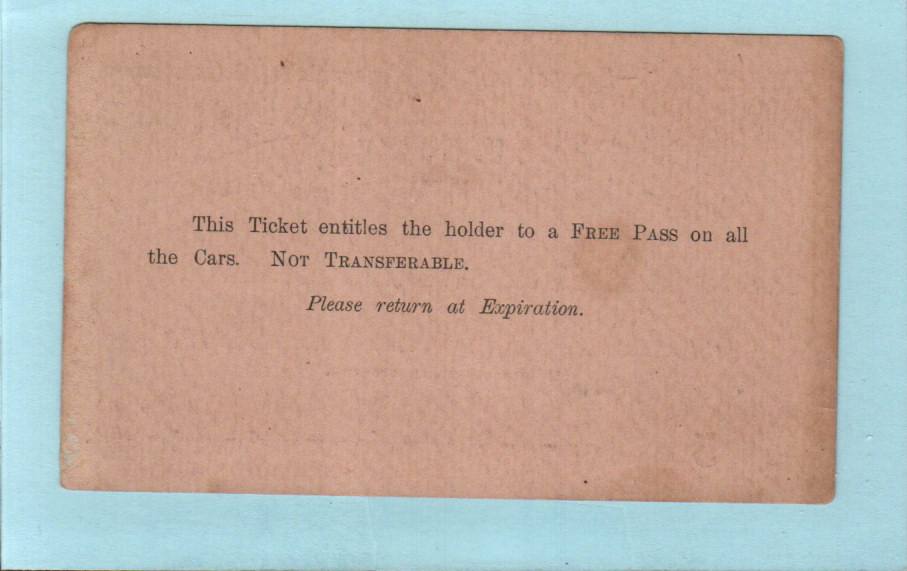 This Ticket entitles the holder to a FREE PASS on all
the Cars. NOT TRANSFERABLE.
Please return at Expiration.